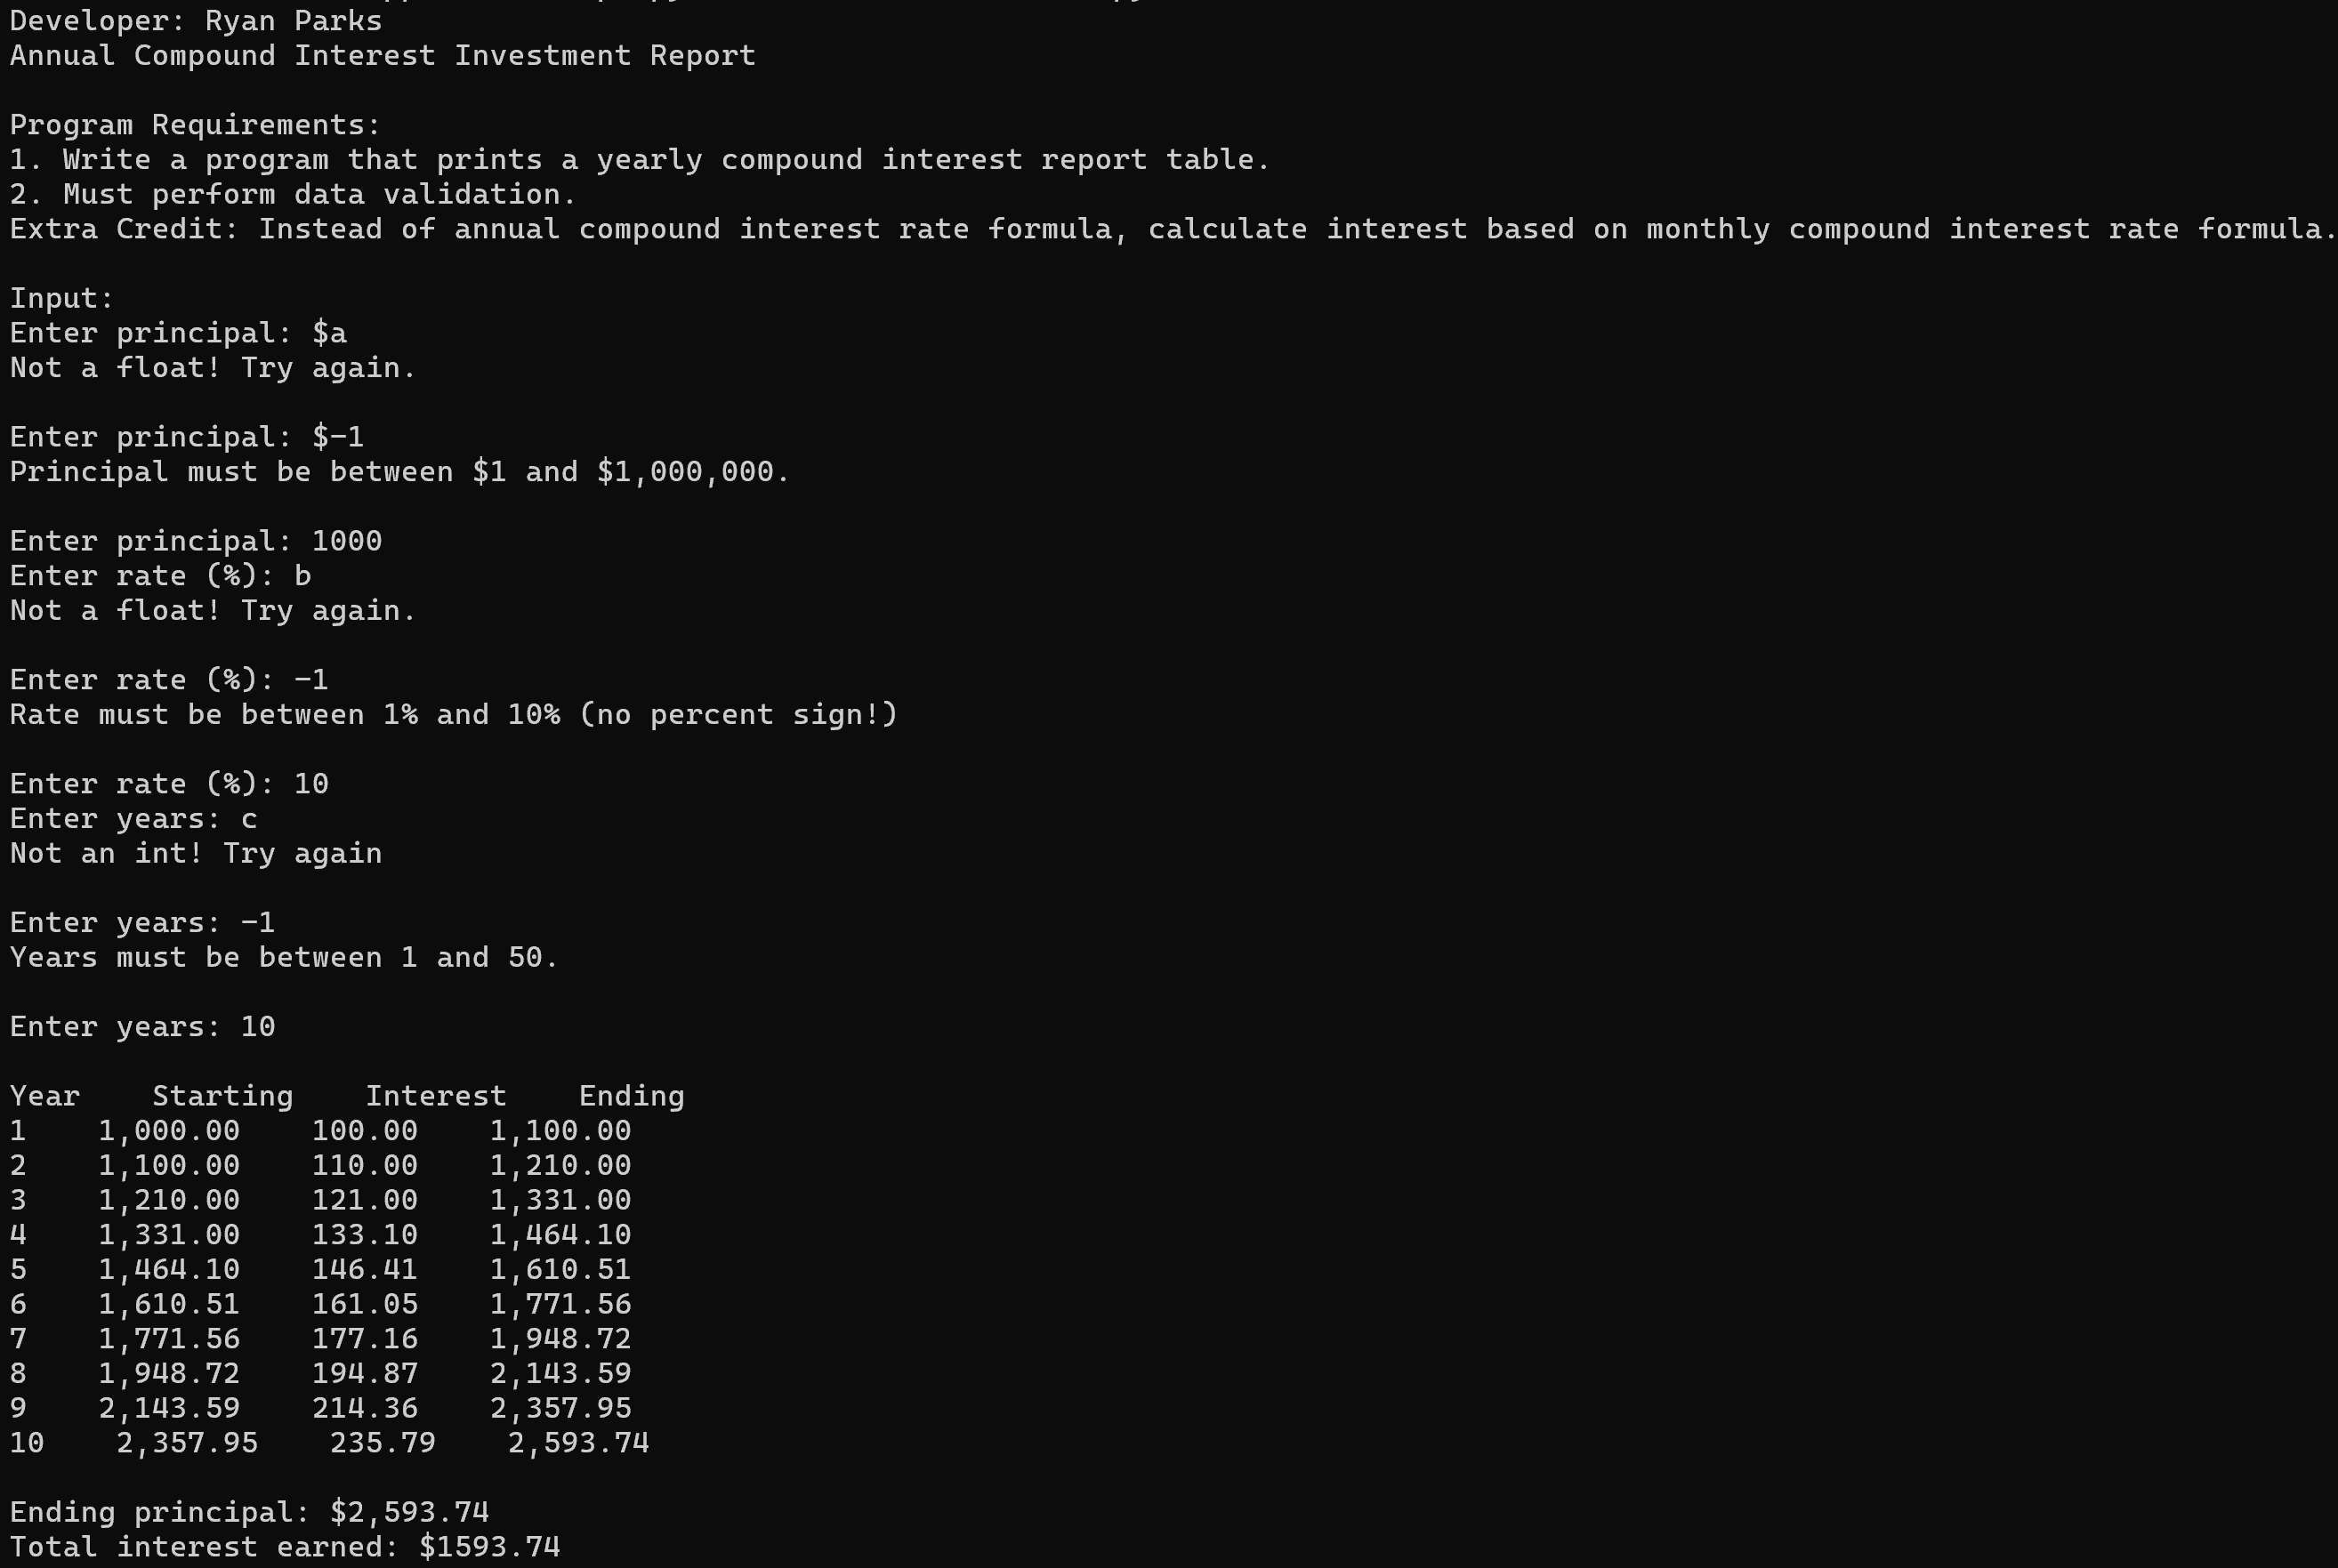 Developer: Ryan Parks
Annual Compound Interest Investment Report
Program Requirements:
1. Write a program that prints a yearly compound interest report table.
2. Must perform data validation.
Extra Credit: Instead of annual compound interest rate formula, calculate interest based on monthly compound interest rate formula.
Input:
Enter principal: $a
Not a float! Try again.
Enter principal: $-1
Principal must be between $1 and $1,000,000.
Enter principal: 1000
Enter rate (%): b
Not a float! Try again.
Enter rate (%): -1
Rate must be between 1% and 10% (no percent sign!)
Enter rate (%): 10
Enter years: c
Not an int! Try again
Enter years: -1
Years must be between 1 and 50.
Enter years: 10
Year    Starting    Interest    Ending
1    1,000.00    100.00    1,100.00
2    1,100.00    110.00    1,210.00
3    1,210.00    121.00    1,331.00
4    1,331.00    133.10    1,464.10
5    1,464.10    146.41    1,610.51
6    1,610.51    161.05    1,771.56
7    1,771.56    177.16    1,948.72
8    1,948.72    194.87    2,143.59
9    2,143.59    214.36    2,357.95
10    2,357.95    235.79    2,593.74
Ending principal: $2,593.74
Total interest earned: $1593.74